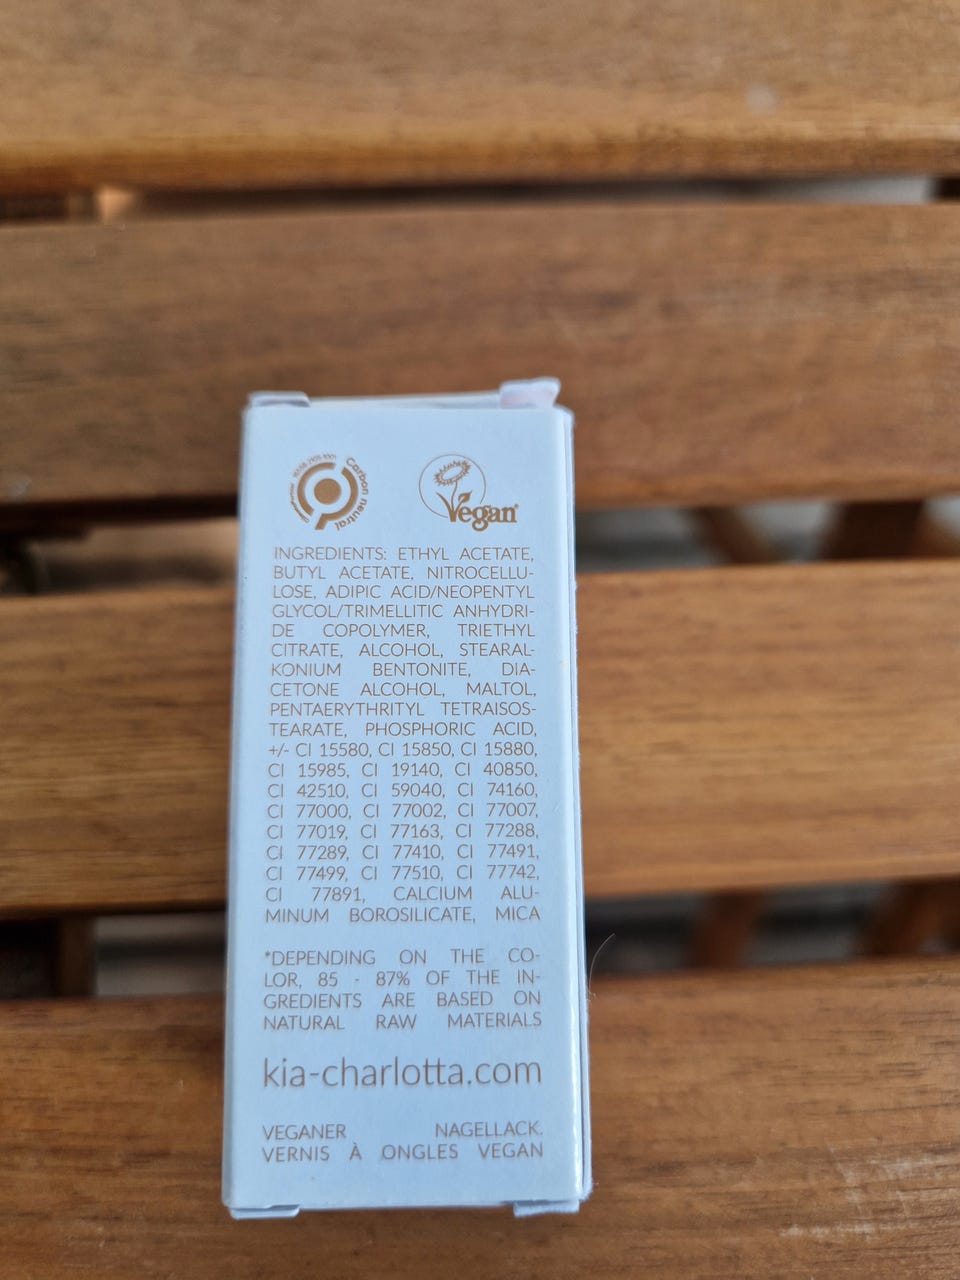 Carbon neutral
Vegan
INGREDIENTS: ETHYL ACETATE,
BUTYL ACETATE, NITROCELLU-
LOSE, ADIPIC ACID/NEOPENTYL
GLYCOL/TRIMELLITIC ANHYDRI-
DE COPOLYMER, TRIETHYL
CITRATE, ALCOHOL, STEARAL-
KONIUM BENTONITE, DIA-
CETONE ALCOHOL, MALTOL,
PENTAERYTHRITYL TETRAISOS-
TEARATE, PHOSPHORIC ACID,
+/- CI 15580, CI 15850, CI 15880,
CI 15985, CI 19140, CI 40850,
CI 42510, CI 59040, CI 74160,
CI 77000, CI 77002, CI 77007,
CI 77019, CI 77163, CI 77288,
CI 77289, CI 77410, CI 77491,
CI 77499, CI 77510, CI 77742,
CI 77891, CALCIUM ALU-
MINUM BOROSILICATE, MICA
*DEPENDING ON THE CO-
LOR, 85 - 87% OF THE IN-
GREDIENTS ARE BASED ON
NATURAL RAW MATERIALS
kia-charlotta.com
VEGANER NAGELLACK.
VERNIS À ONGLES VEGAN